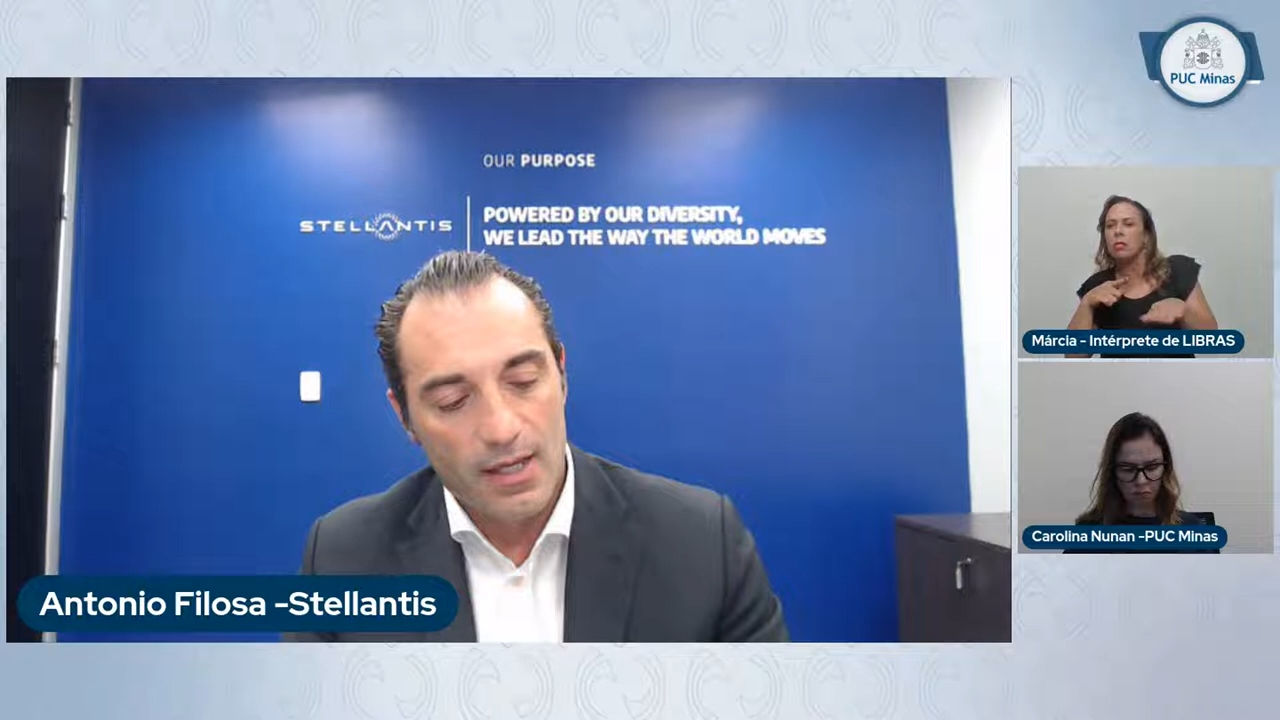 PUC Minas
OUR PURPOSE
STELLANTIS
POWERED BY OUR DIVERSITY,
WE LEAD THE WAY THE WORLD MOVES
Márcia - Intérprete de LIBRAS
Carolina Nunan -PUC Minas
Antonio Filosa -Stellantis